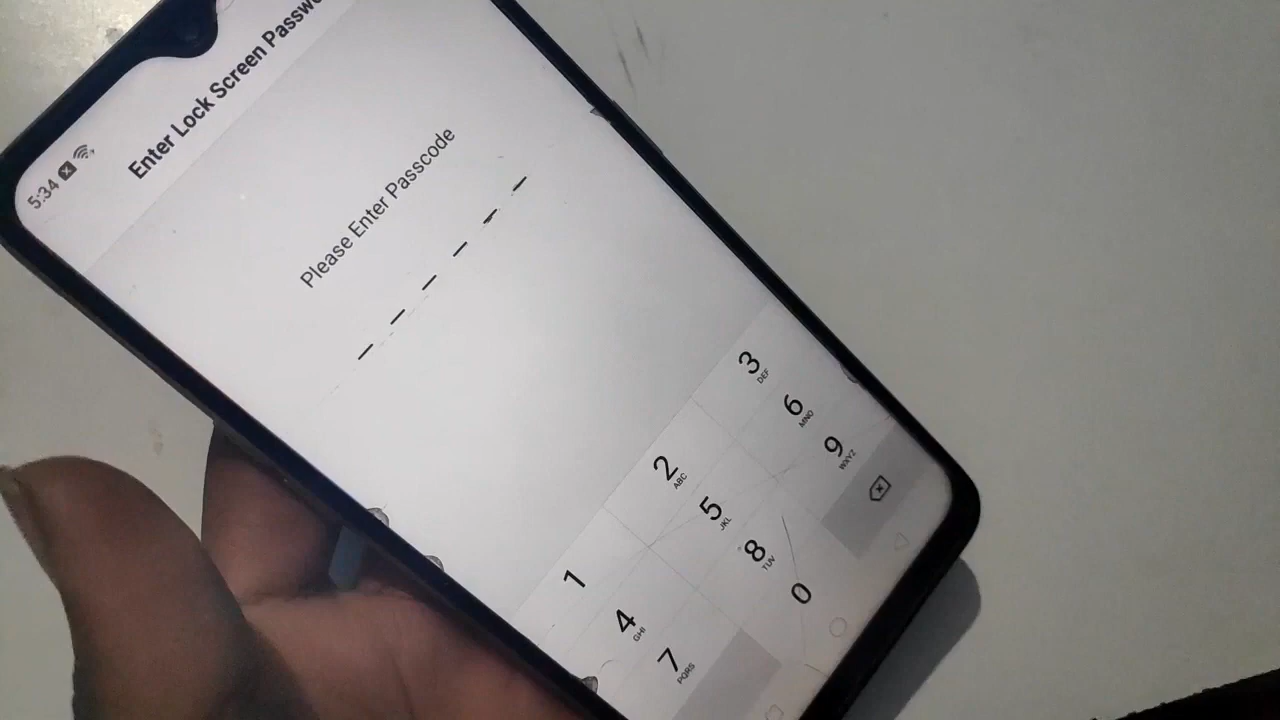 5:34
Enter Lock Screen Passwo
Please Enter Passcode
1
2
ABC
3
DEF
4
GHI
5
JKL
6
MNO
7
PQRS
8
TUV
9
WXYZ
0